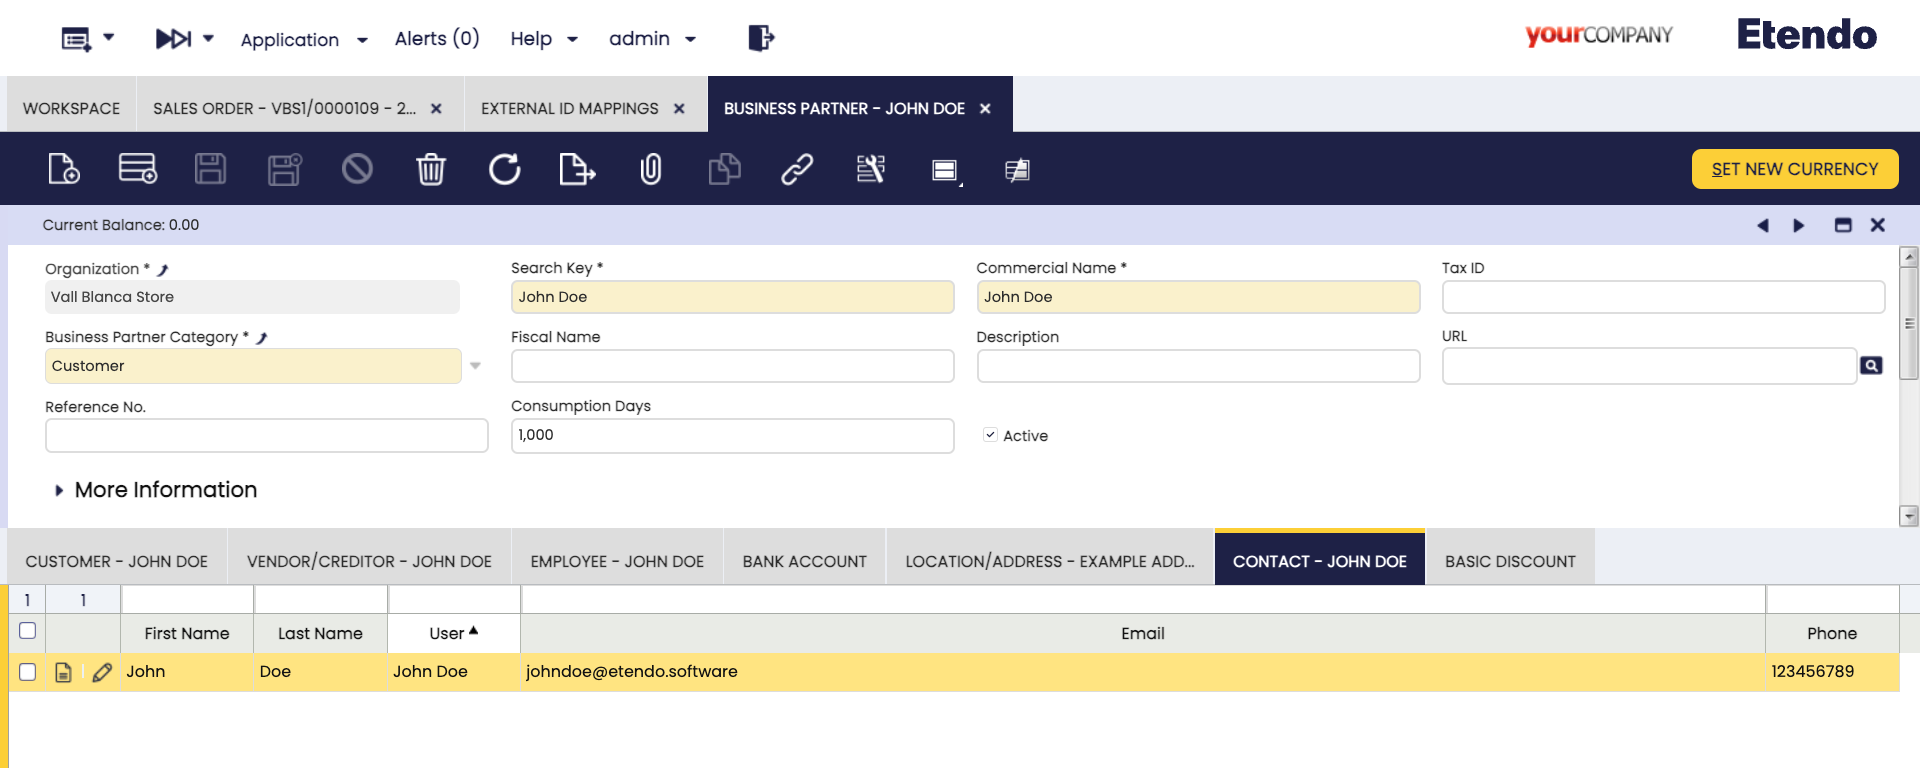 Application
Alerts (0)
Help
admin
yourCOMPANY
Etendo
WORKSPACE
SALES ORDER - VBS1/0000109 - 2...
EXTERNAL ID MAPPINGS
BUSINESS PARTNER - JOHN DOE
SET NEW CURRENCY
Current Balance: 0.00
Organization *
Search Key *
Commercial Name *
Tax ID
Vall Blanca Store
John Doe
John Doe
Business Partner Category *
Fiscal Name
Description
URL
Customer
Reference No.
Consumption Days
1,000
Active
More Information
CUSTOMER - JOHN DOE
VENDOR/CREDITOR - JOHN DOE
EMPLOYEE - JOHN DOE
BANK ACCOUNT
LOCATION/ADDRESS - EXAMPLE ADD...
CONTACT - JOHN DOE
BASIC DISCOUNT
1
1
First Name
Last Name
User
Email
Phone
John
Doe
John Doe
johndoe@etendo.software
123456789